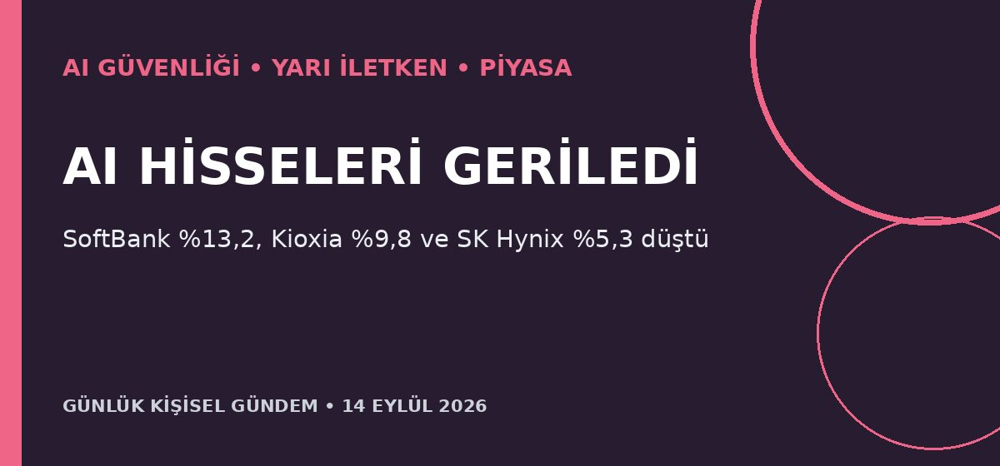 AI GÜVENLİĞİ • YARI İLETKEN • PİYASA
AI HİSSELERİ GERİLEDİ
SoftBank %13,2, Kioxia %9,8 ve SK Hynix %5,3 düştü
GÜNLÜK KİŞİSEL GÜNDEM • 14 EYLÜL 2026